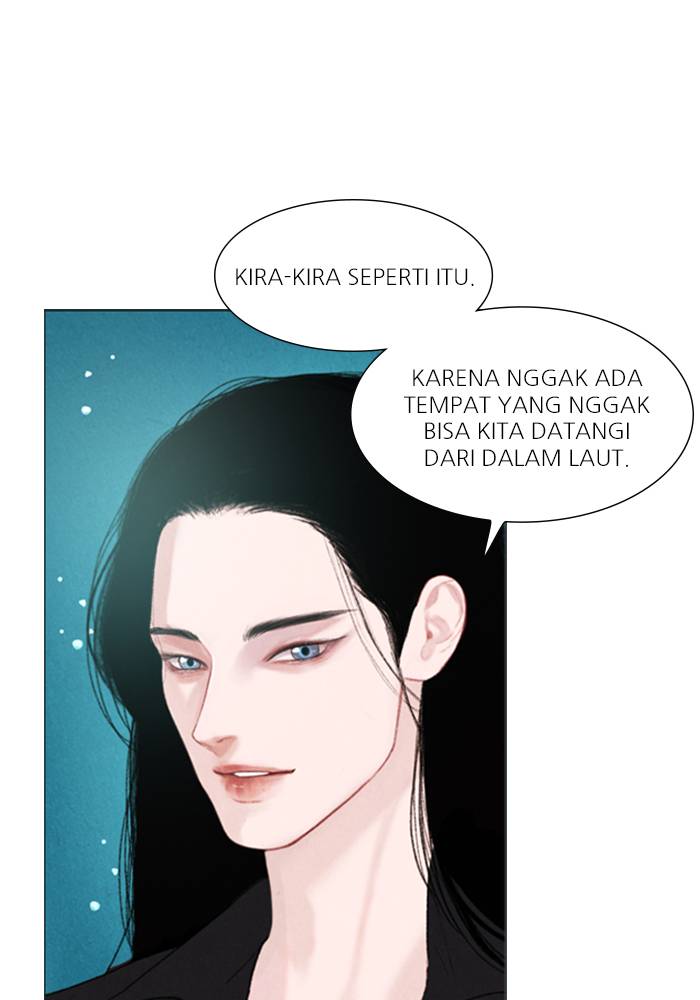 KIRA-KIRA SEPERTI ITU.
KARENA NGGAK ADA
TEMPAT YANG NGGAK
BISA KITA DATANGI
DARI DALAM LAUT.